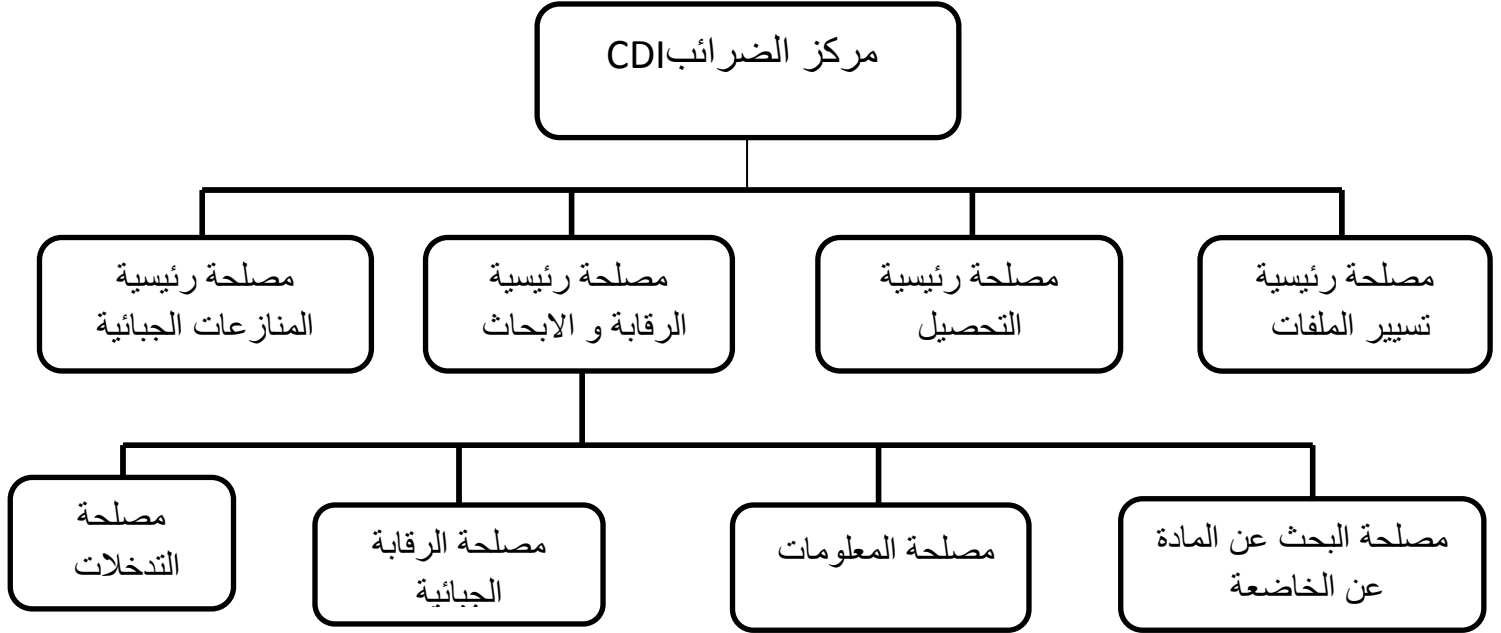 مركز الضرائبCDI
مصلحة رئيسية
تسيير الملفات
مصلحة رئيسية
التحصيل
مصلحة رئيسية
الرقابة و الابحاث
مصلحة رئيسية
المنازعات الجبائية
مصلحة البحث عن المادة
عن الخاضعة
مصلحة المعلومات
مصلحة الرقابة
الجبائية
مصلحة
التدخلات